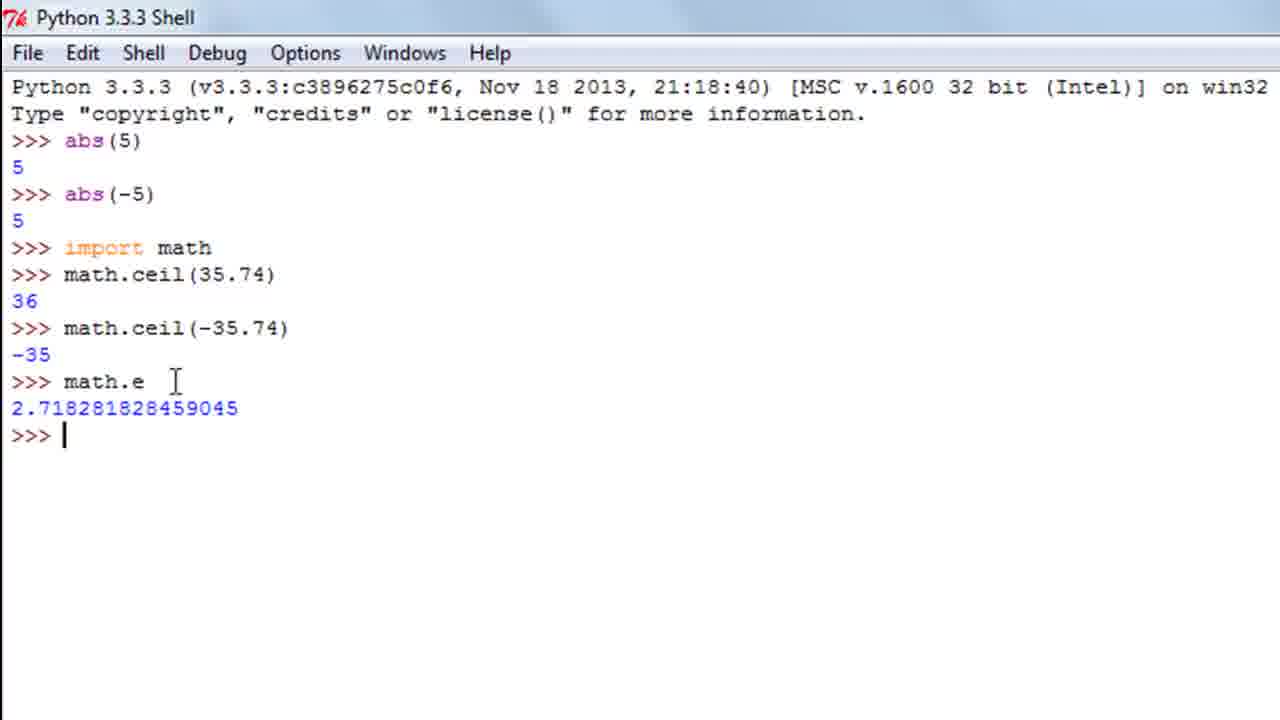 Python 3.3.3 Shell
File Edit Shell Debug Options Windows Help
Python 3.3.3 (v3.3.3:c3896275c0f6, Nov 18 2013, 21:18:40) [MSC v.1600 32 bit (Intel)] on win32
Type "copyright", "credits" or "license()" for more information.
>>> abs(5)
5
>>> abs(-5)
5
>>> import math
>>> math.ceil(35.74)
36
>>> math.ceil(-35.74)
-35
>>> math.e
2.718281828459045
>>>